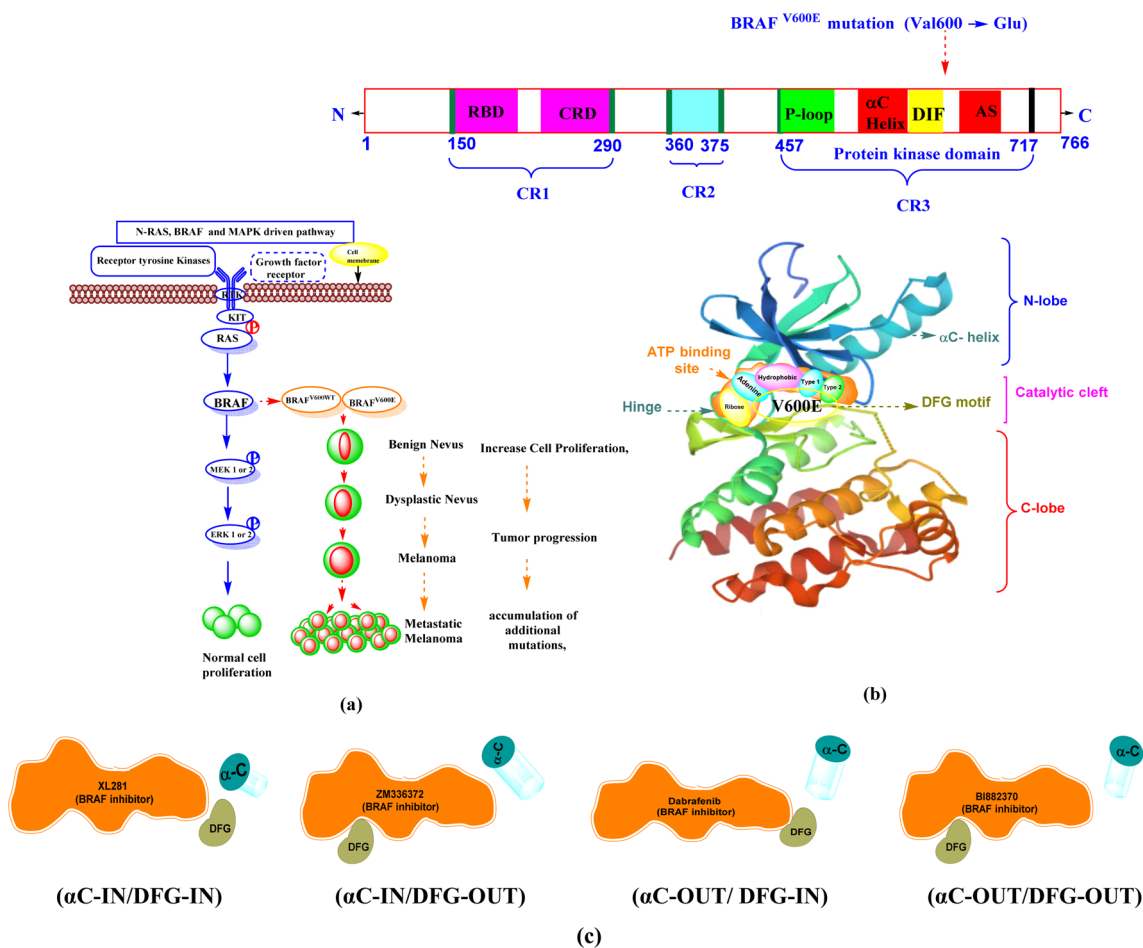 BRAF V600E mutation (Val600 → Glu)
N
RBD
CRD
P-loop
αC
Helix
DIF
AS
C
1
150
290
360
375
457
Protein kinase domain
717
766
CR1
CR2
CR3
N-RAS, BRAF and MAPK driven pathway
Receptor tyrosine Kinases
Growth factor
receptor
Cell
memebrane
RTK
KIT
P
RAS
BRAF
BRAFV600WT
BRAFV600E
P
MEK 1 or 2
P
ERK 1 or 2
Normal cell
proliferation
Benign Nevus
Dysplastic Nevus
Melanoma
Metastatic
Melanoma
Increase Cell Proliferation,
Tumor progression
accumulation of
additional
mutations,
(a)
N-lobe
αC- helix
ATP binding
site
Adenine
Hydrophobic
Type 1
Type 2
Ribose
V600E
Hinge
Catalytic cleft
DFG motif
C-lobe
(b)
XL281
(BRAF inhibitor)
α-C
DFG
(αC-IN/DFG-IN)
ZM336372
(BRAF inhibitor)
α-C
DFG
(αC-IN/DFG-OUT)
Dabrafenib
(BRAF inhibitor)
α-C
DFG
(αC-OUT/ DFG-IN)
BI882370
(BRAF inhibitor)
α-C
DFG
(αC-OUT/DFG-OUT)
(c)